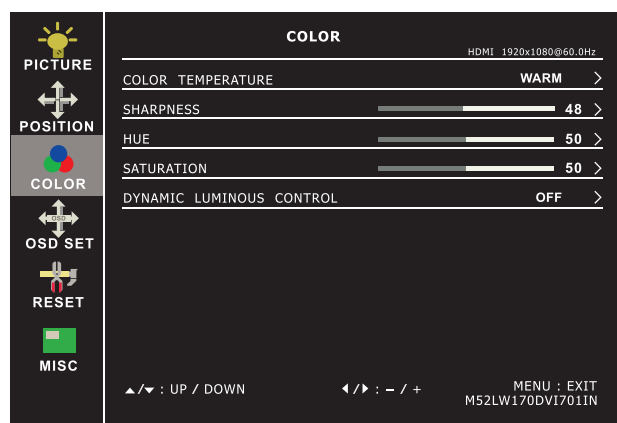 COLOR
HDMI 1920x1080@60.0Hz
PICTURE
POSITION
COLOR
OSD
OSD SET
RESET
MISC
COLOR TEMPERATURE WARM >
SHARPNESS 48 >
HUE 50 >
SATURATION 50 >
DYNAMIC LUMINOUS CONTROL OFF >
▲/▼ : UP / DOWN ◀/▶ : – / + MENU : EXIT
M52LW170DVI701IN